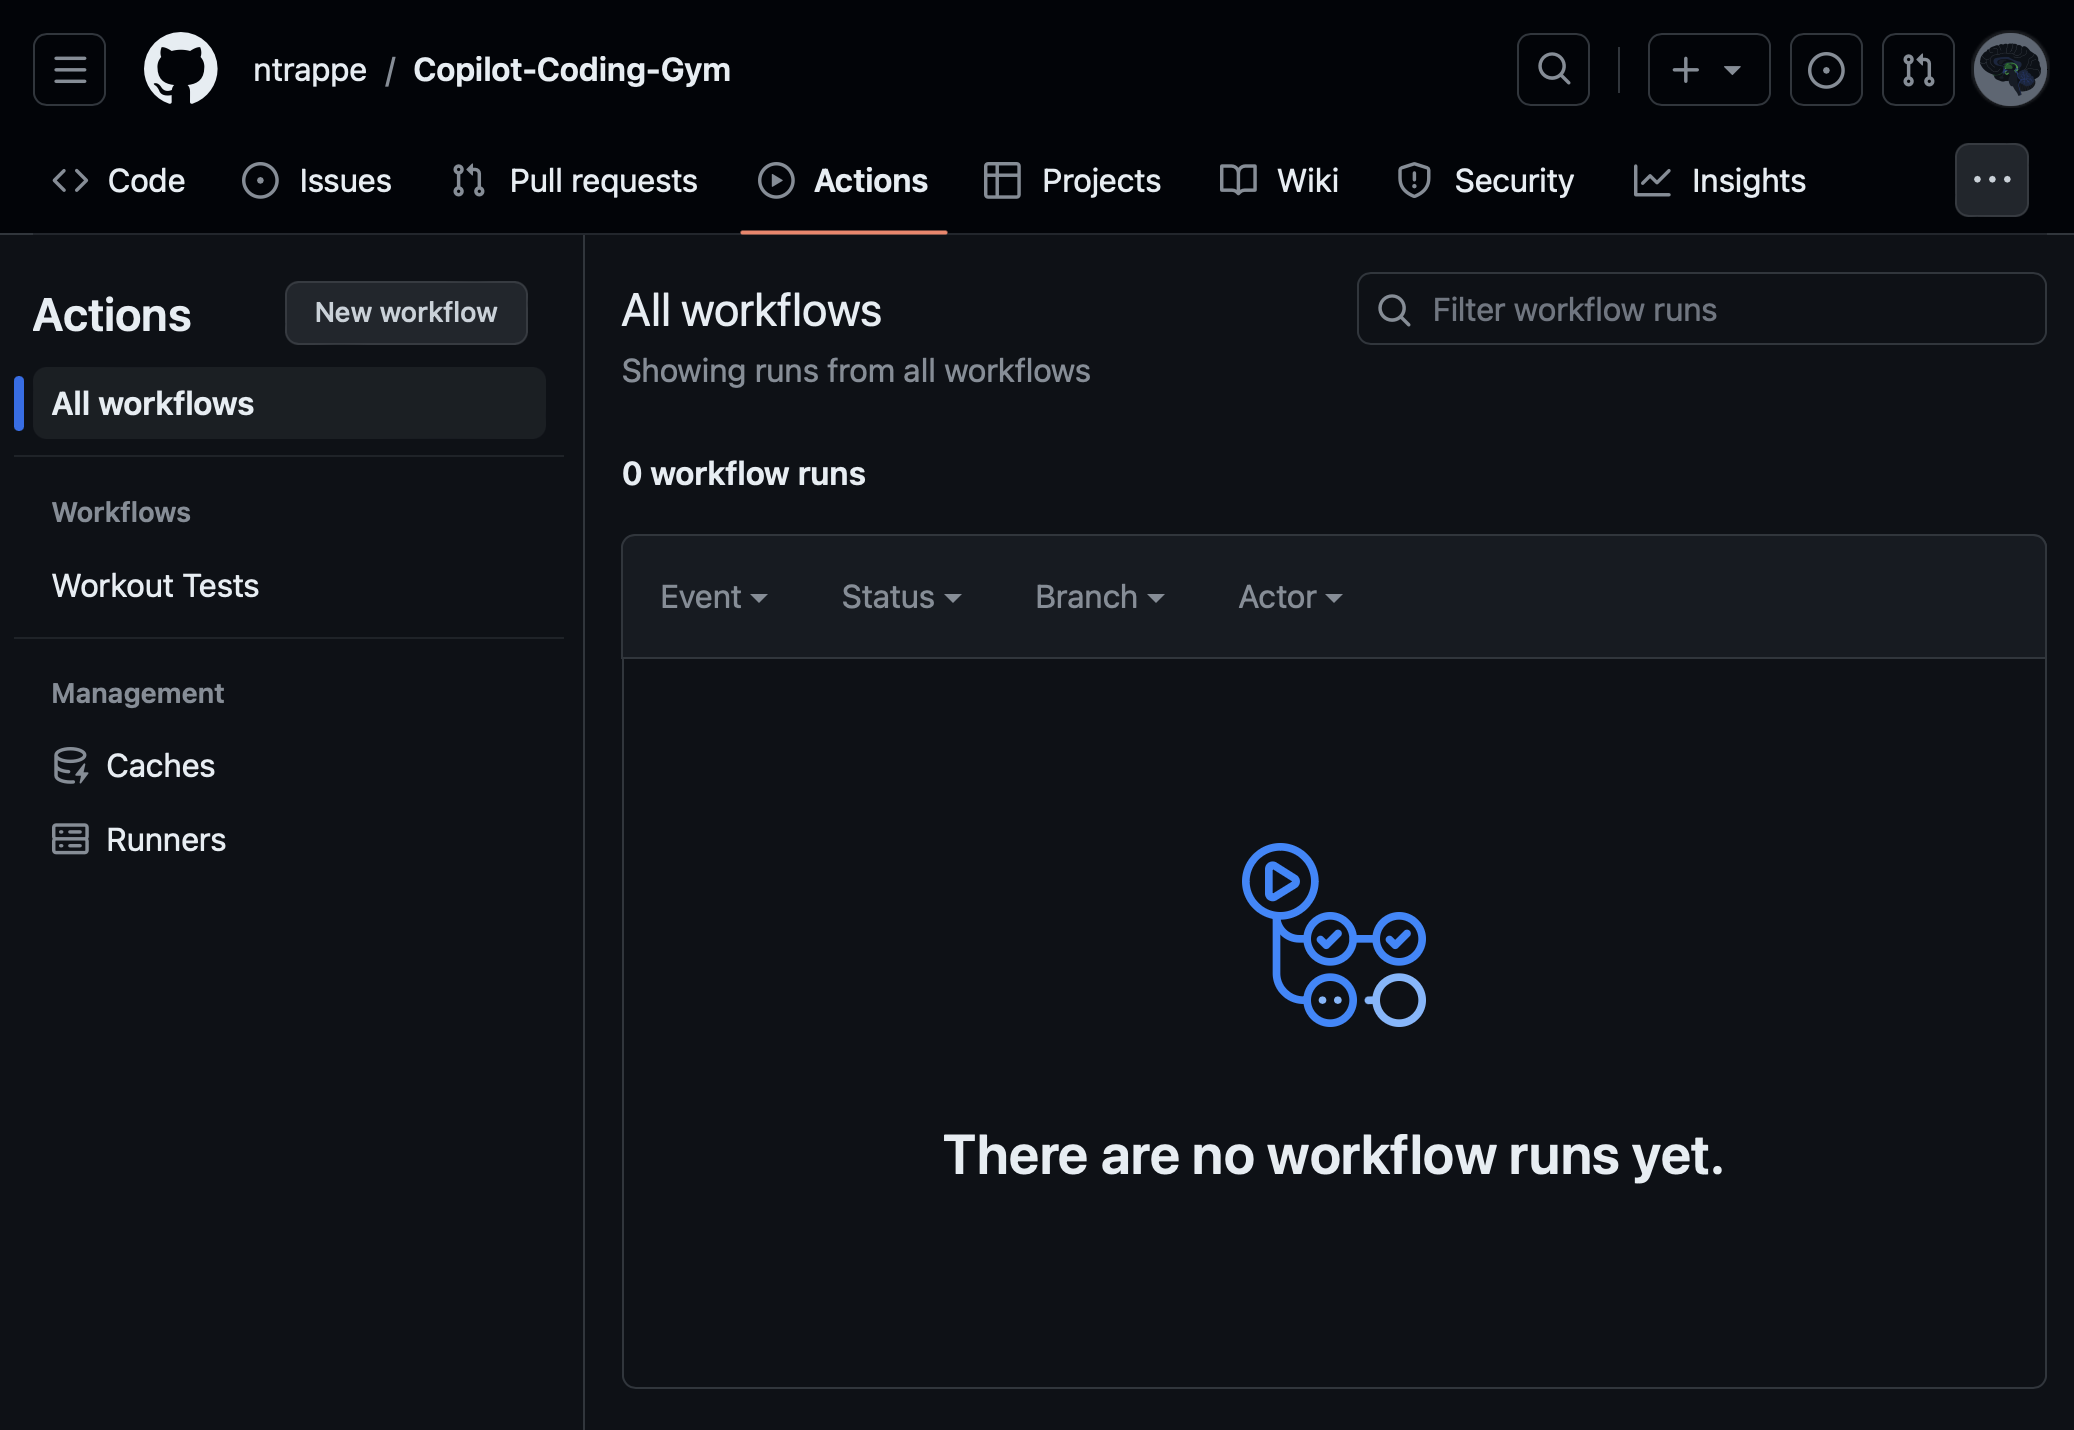 ntrappe / Copilot-Coding-Gym
Code Issues Pull requests Actions Projects Wiki Security Insights
Actions
New workflow
All workflows
Workflows
Workout Tests
Management
Caches
Runners
All workflows
Showing runs from all workflows
Filter workflow runs
0 workflow runs
Event Status Branch Actor
There are no workflow runs yet.